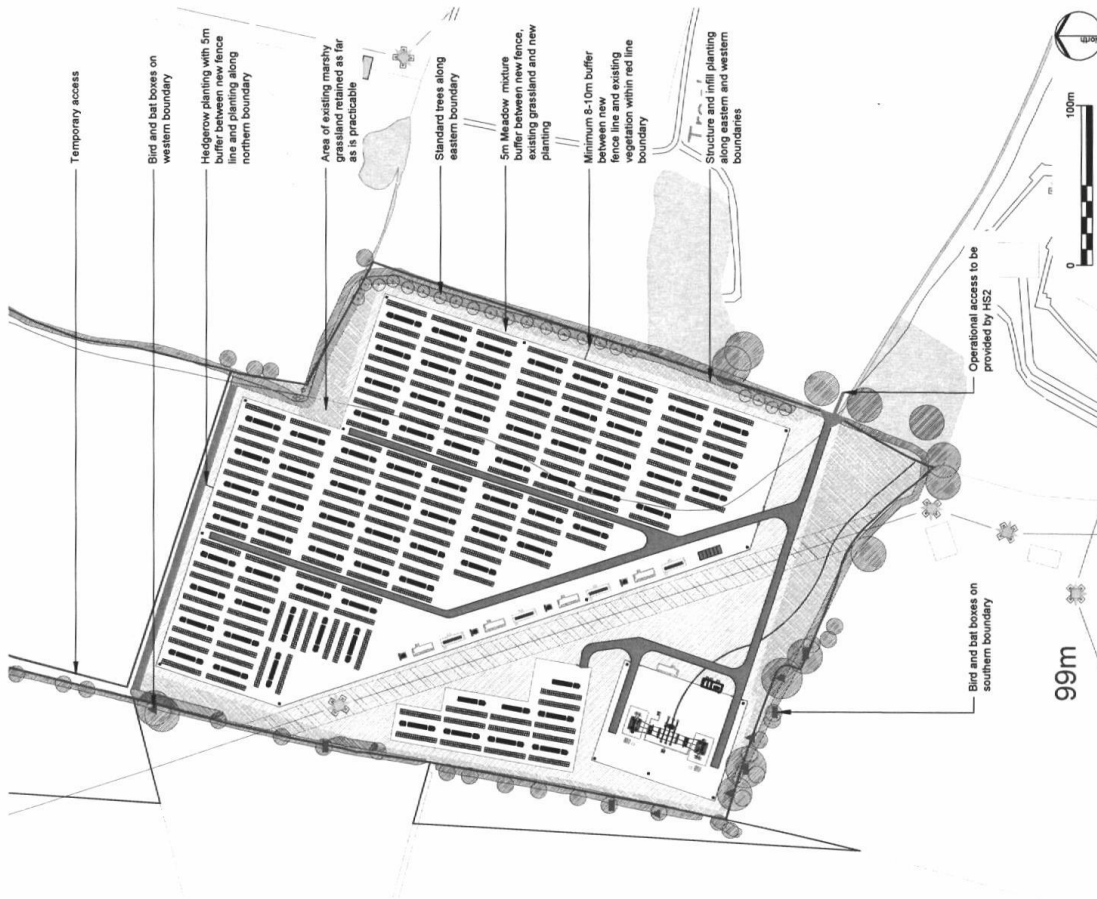 Temporary access
Bird and bat boxes on
western boundary
Hedgerow planting with 5m
buffer between new fence
line and planting along
northern boundary
Area of existing marshy
grassland retained as far
as is practicable
Standard trees along
eastern boundary
5m Meadow mixture
buffer between new fence,
existing grassland and new
planting
Minimum 8-10m buffer
between new
fence line and existing
vegetation within red line
boundary
Structure and infill planting
along eastern and western
boundaries
Operational access to be
provided by HS2
Bird and bat boxes on
southern boundary
99m
0
100m
North